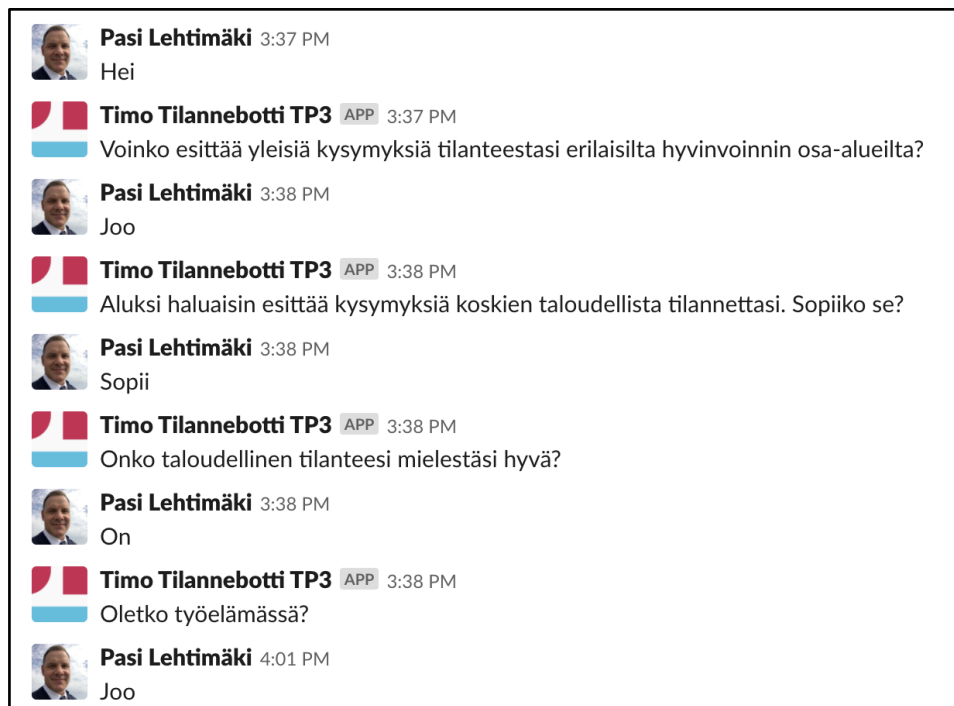 Pasi Lehtimäki 3:37 PM
Hei
Timo Tilannebotti TP3 APP 3:37 PM
Voinko esittää yleisiä kysymyksiä tilanteestasi erilaisilta hyvinvoinnin osa-alueilta?
Pasi Lehtimäki 3:38 PM
Joo
Timo Tilannebotti TP3 APP 3:38 PM
Aluksi haluaisin esittää kysymyksiä koskien taloudellista tilannettasi. Sopiiko se?
Pasi Lehtimäki 3:38 PM
Sopii
Timo Tilannebotti TP3 APP 3:38 PM
Onko taloudellinen tilanteesi mielestäsi hyvä?
Pasi Lehtimäki 3:38 PM
On
Timo Tilannebotti TP3 APP 3:38 PM
Oletko työelämässä?
Pasi Lehtimäki 4:01 PM
Joo